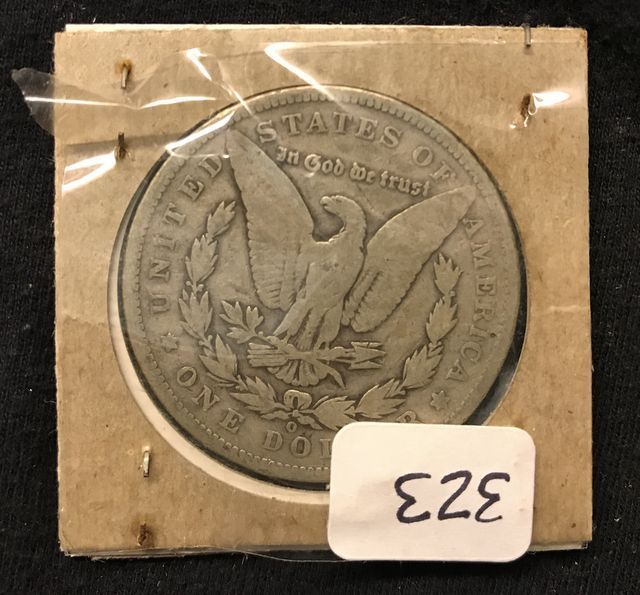 UNITED STATES OF AMERICA
In God we trust
O
ONE DOL R
323